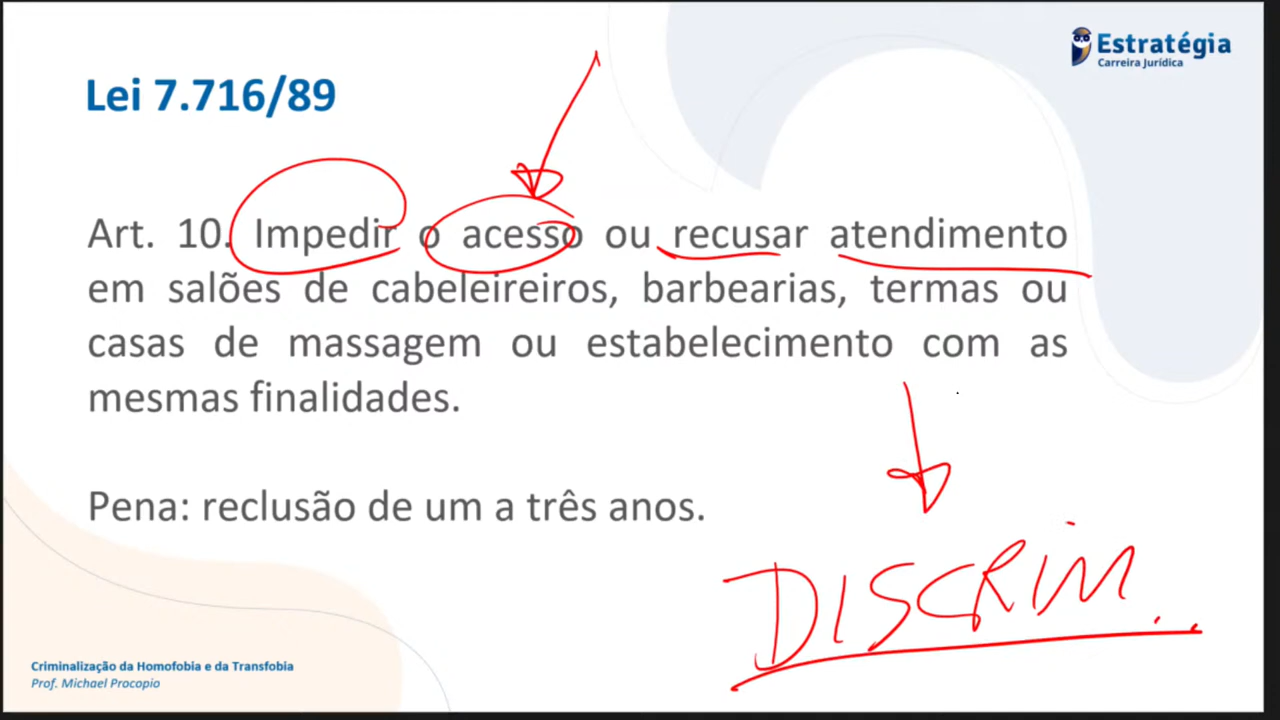 Estratégia
Carreira Jurídica
Lei 7.716/89
Art. 10. Impedir o acesso ou recusar atendimento
em salões de cabeleireiros, barbearias, termas ou
casas de massagem ou estabelecimento com as
mesmas finalidades.
Pena: reclusão de um a três anos.
DISCRIM..
Criminalização da Homofobia e da Transfobia
Prof. Michael Procopio